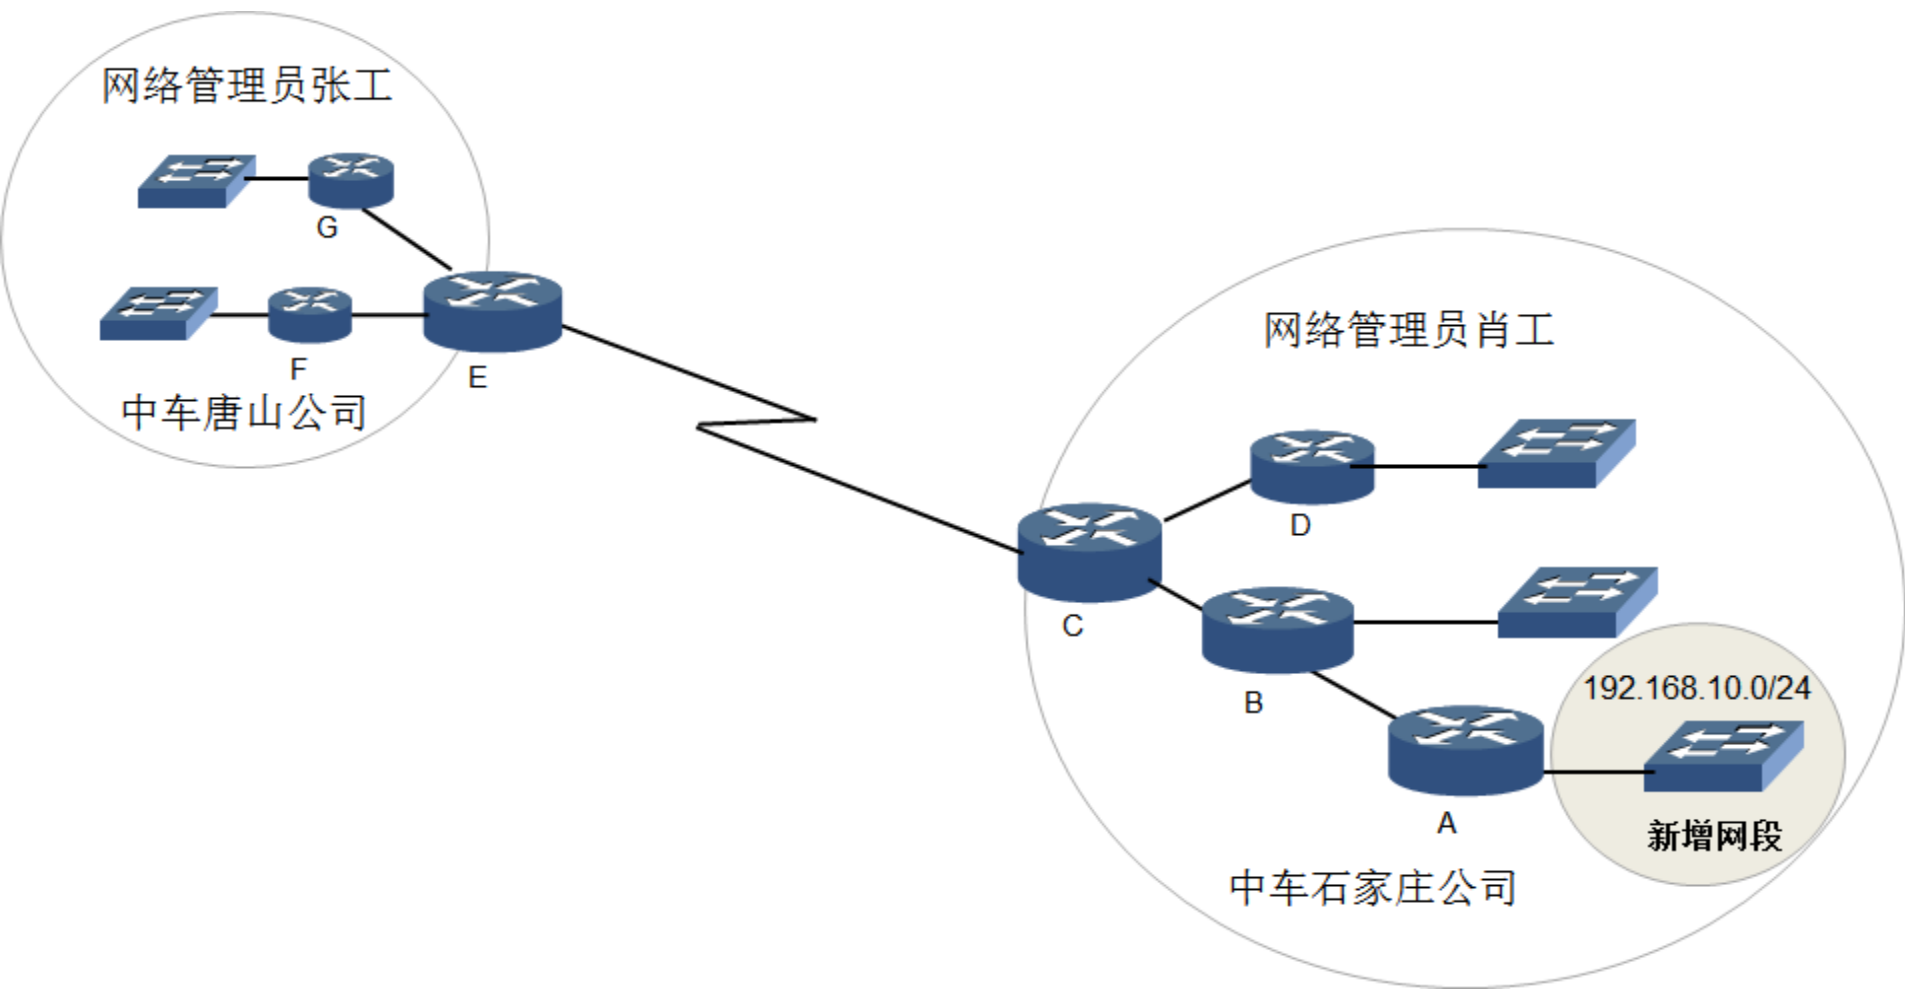 网络管理员张工
G
F
E
中车唐山公司
网络管理员肖工
D
C
B
192.168.10.0/24
A
新增网段
中车石家庄公司